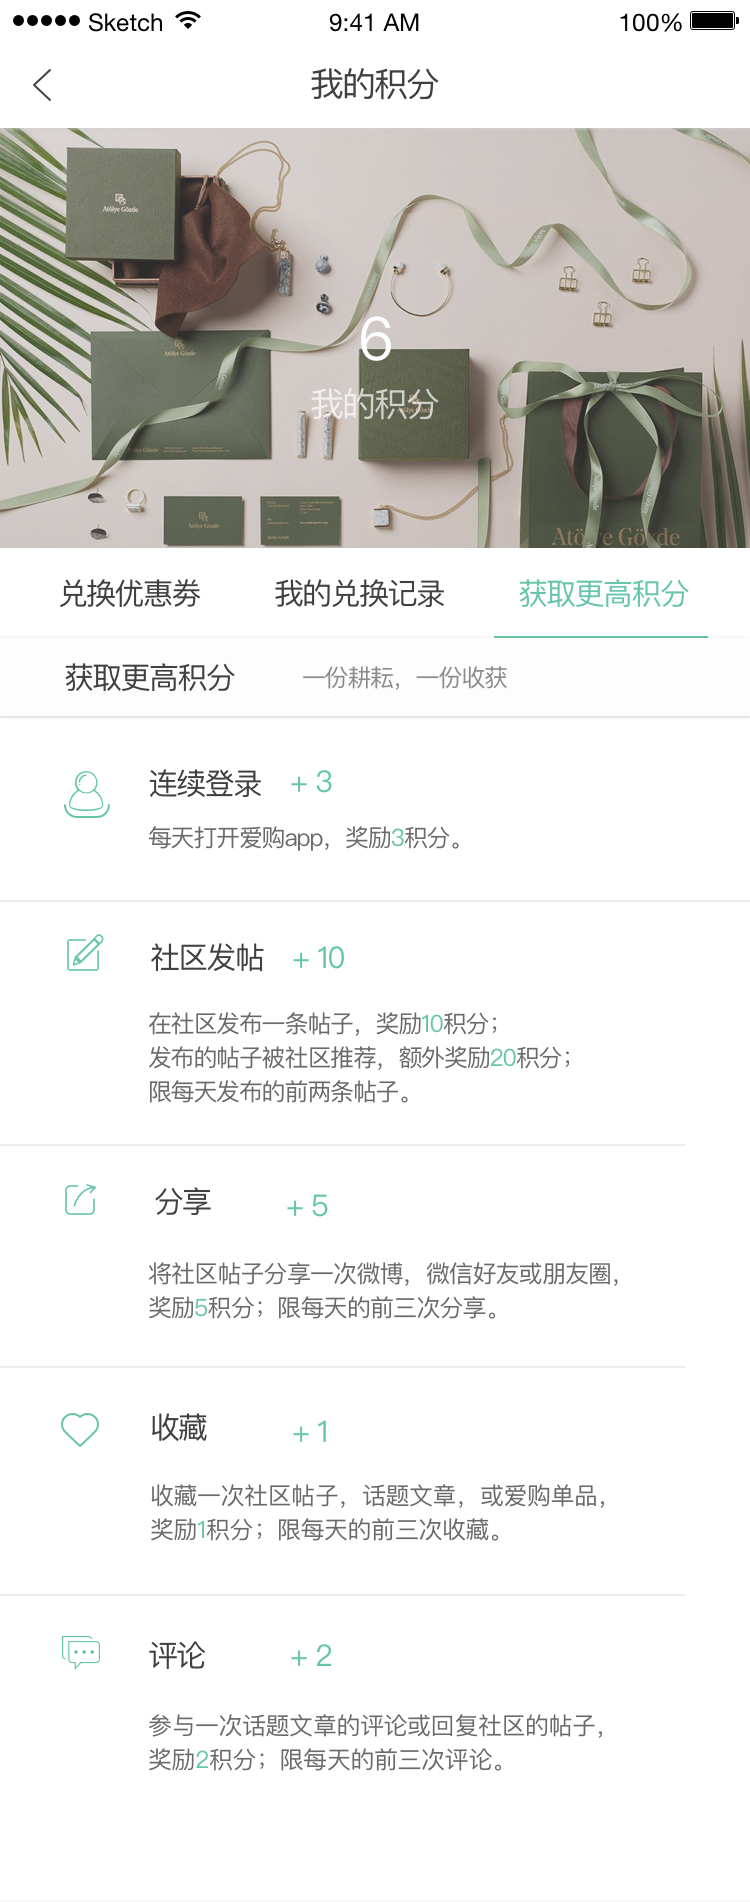 Sketch 9:41 AM 100%
我的积分
Atölye Gözde
Atölye Gözde
6
我的积分
Atölye Gözde
Atölye Gözde
兑换优惠券 我的兑换记录 获取更高积分
获取更高积分 一份耕耘，一份收获
连续登录 + 3
每天打开爱购app，奖励3积分。
社区发帖 + 10
在社区发布一条帖子，奖励10积分；
发布的帖子被社区推荐，额外奖励20积分；
限每天发布的前两条帖子。
分享 + 5
将社区帖子分享一次微博，微信好友或朋友圈，
奖励5积分；限每天的前三次分享。
收藏 + 1
收藏一次社区帖子，话题文章，或爱购单品，
奖励1积分；限每天的前三次收藏。
评论 + 2
参与一次话题文章的评论或回复社区的帖子，
奖励2积分；限每天的前三次评论。